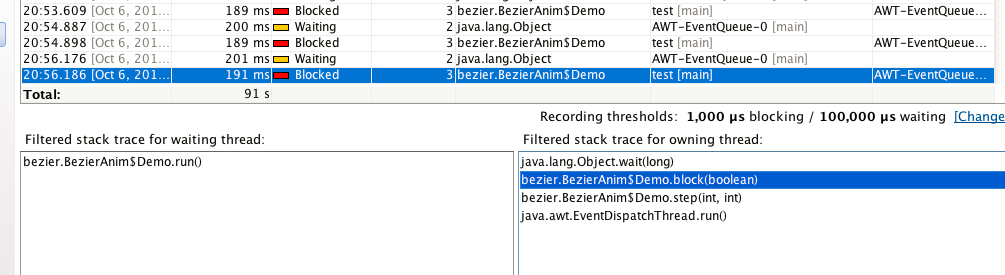 20:53.609 [Oct 6, 201... 189 ms Blocked 3 bezier.BezierAnim$Demo test [main] AWT-EventQueue...
20:54.887 [Oct 6, 201... 200 ms Waiting 2 java.lang.Object AWT-EventQueue-0 [main]
20:54.898 [Oct 6, 201... 189 ms Blocked 3 bezier.BezierAnim$Demo test [main] AWT-EventQueue...
20:56.176 [Oct 6, 201... 201 ms Waiting 2 java.lang.Object AWT-EventQueue-0 [main]
20:56.186 [Oct 6, 201... 191 ms Blocked 3 bezier.BezierAnim$Demo test [main] AWT-EventQueue...
Total: 91 s
Recording thresholds: 1,000 µs blocking / 100,000 µs waiting [Change
Filtered stack trace for waiting thread:
bezier.BezierAnim$Demo.run()
Filtered stack trace for owning thread:
java.lang.Object.wait(long)
bezier.BezierAnim$Demo.block(boolean)
bezier.BezierAnim$Demo.step(int, int)
java.awt.EventDispatchThread.run()